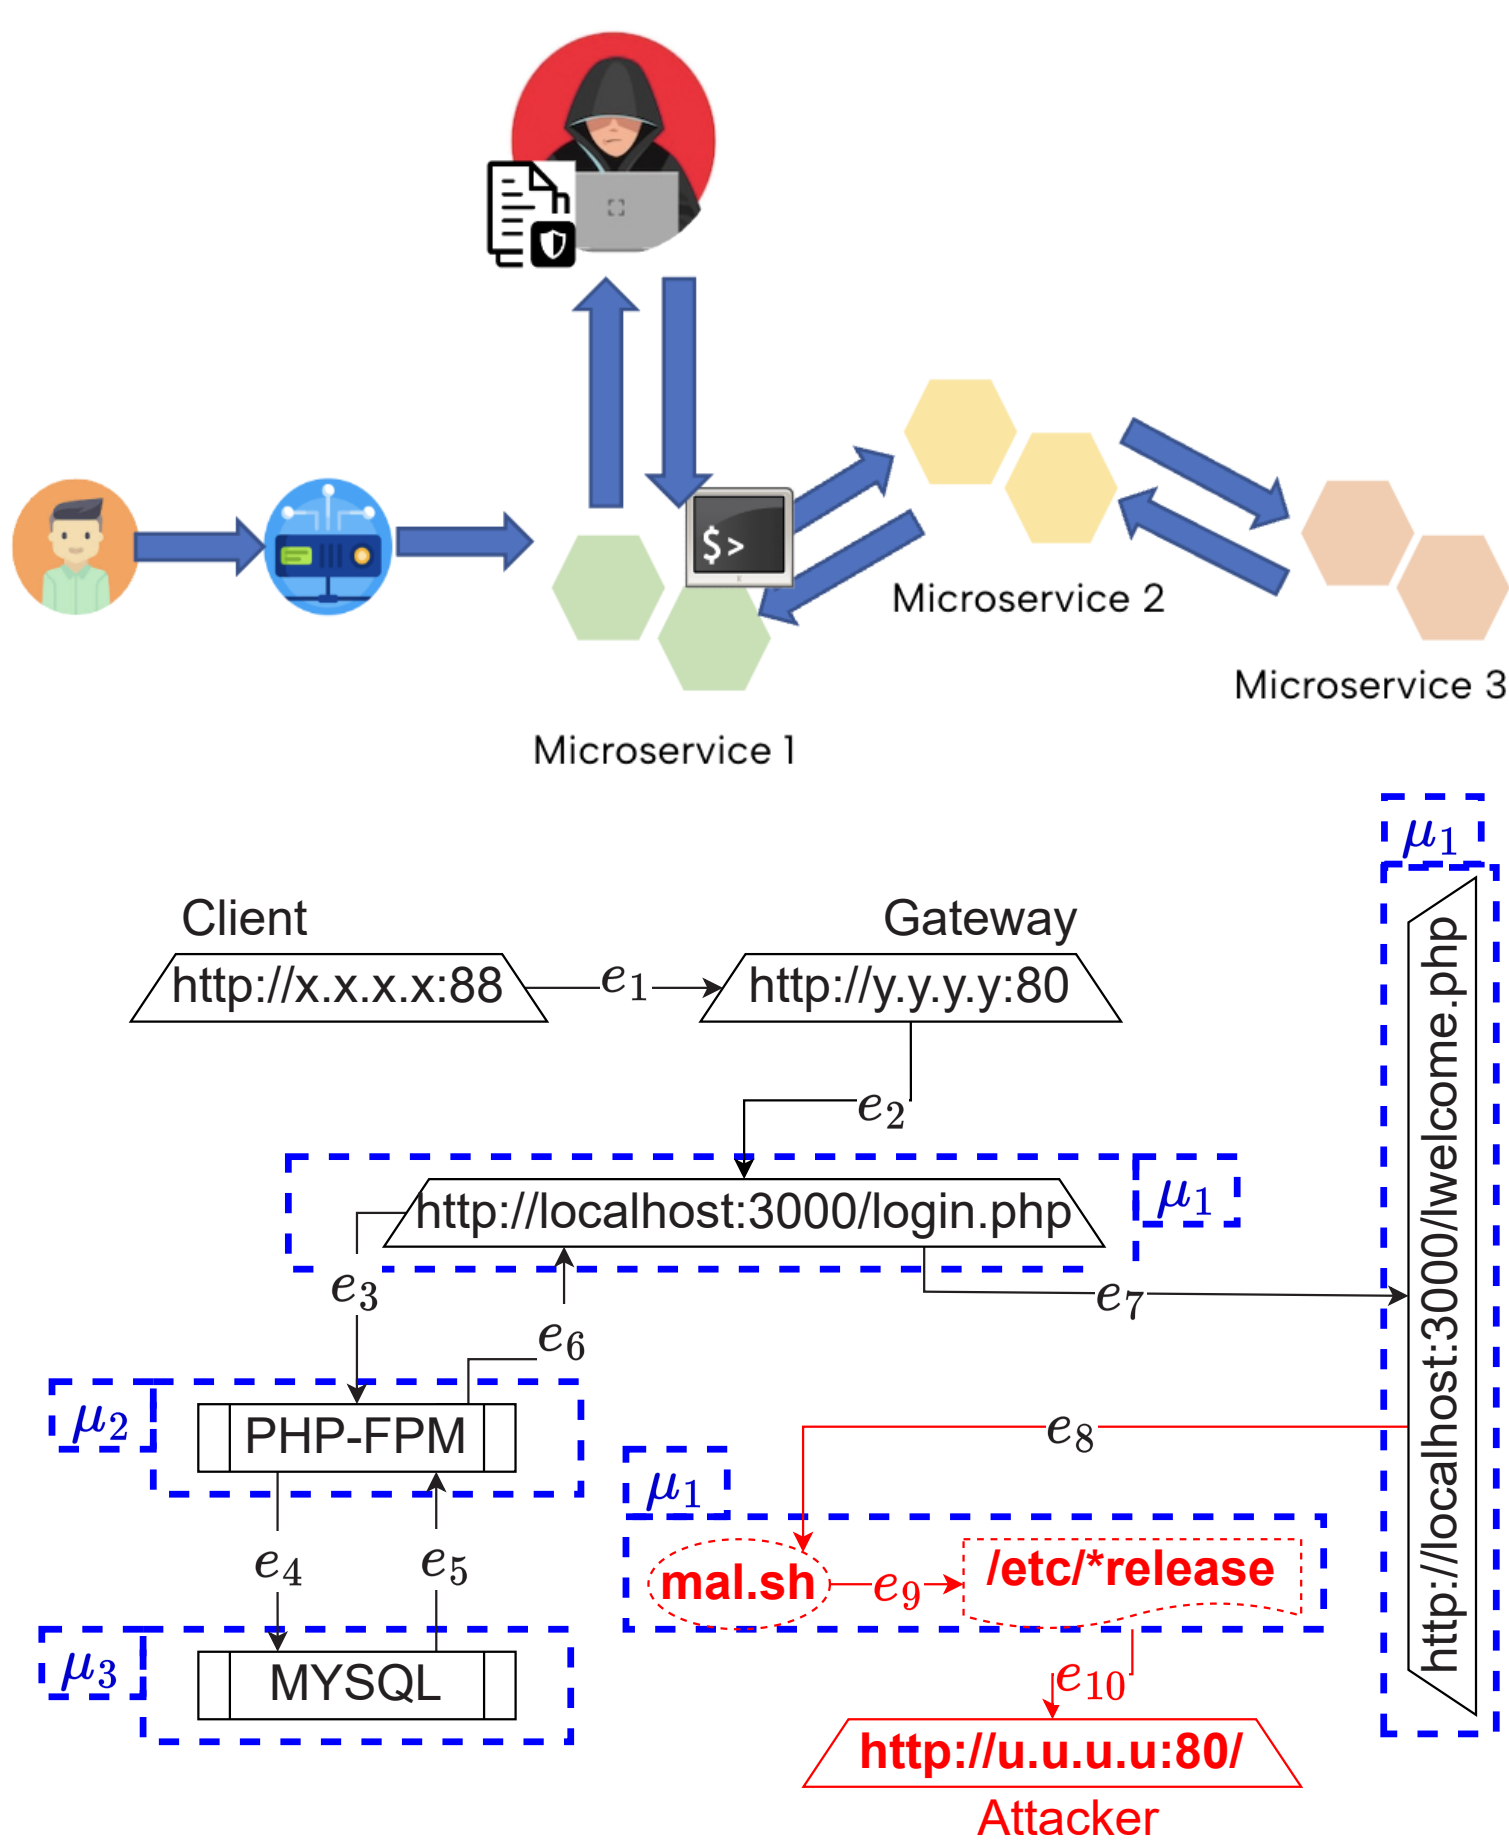 $>
Microservice 2
Microservice 3
Microservice 1
μ1
Client
Gateway
http://x.x.x.x:88
e1
http://y.y.y.y:80
e2
http://localhost:3000/login.php
μ1
http://localhost:3000/lwelcome.php
e3
e6
e7
μ2
PHP-FPM
e8
μ1
e4
e5
mal.sh
e9
/etc/*release
μ3
MYSQL
e10
http://u.u.u.u:80/
Attacker